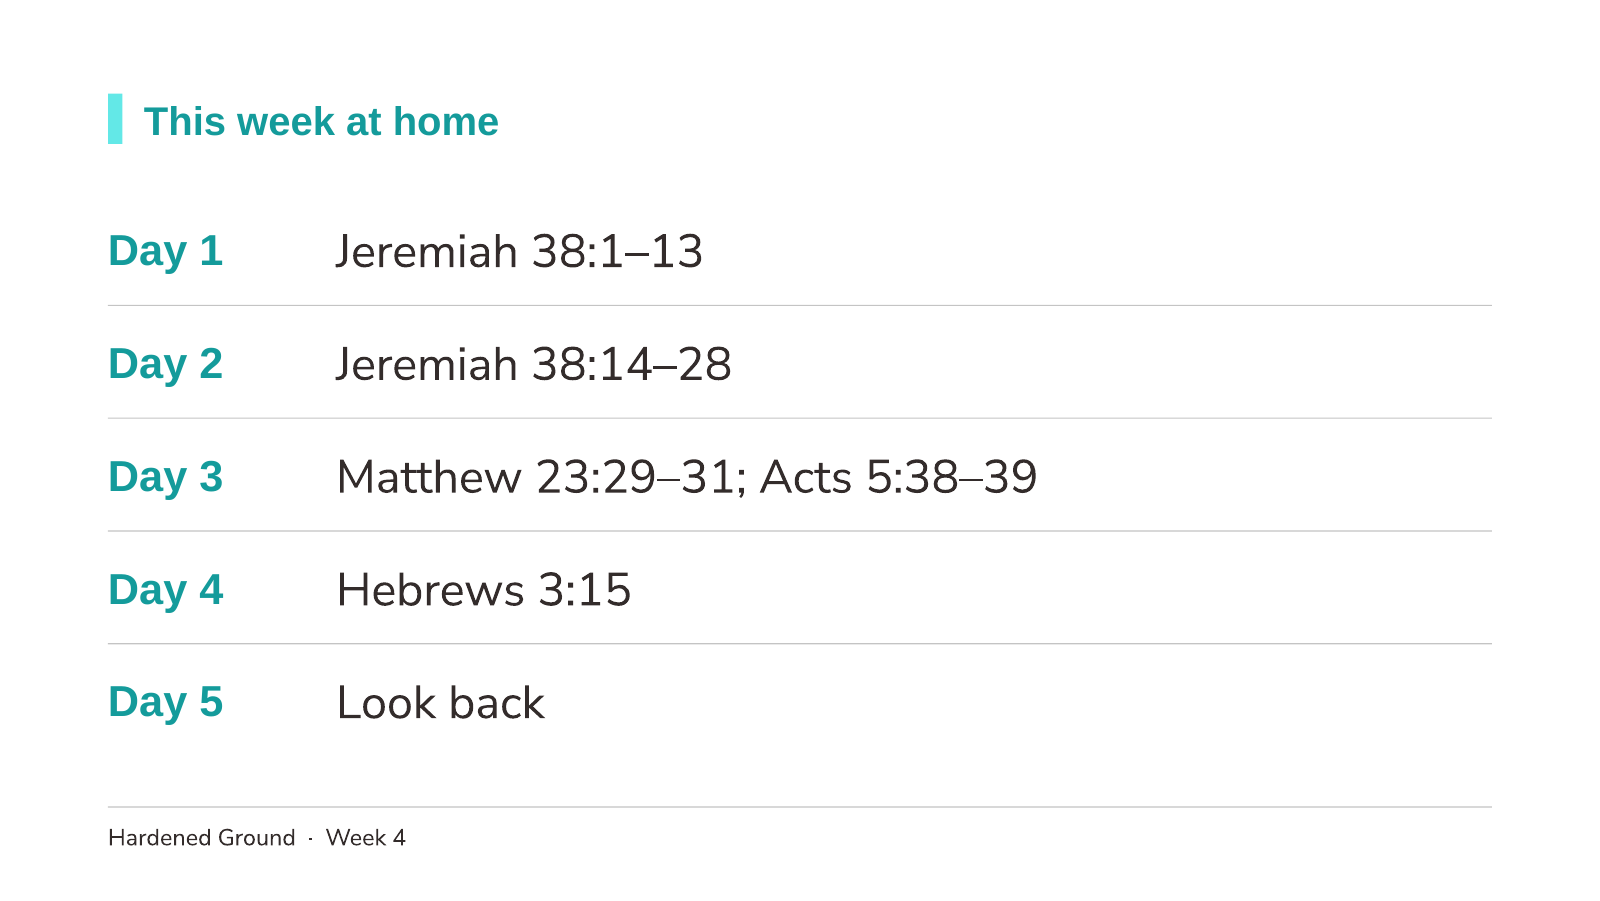 This week at home
Day 1 Jeremiah 38:1–13
Day 2 Jeremiah 38:14–28
Day 3 Matthew 23:29–31; Acts 5:38–39
Day 4 Hebrews 3:15
Day 5 Look back
Hardened Ground · Week 4